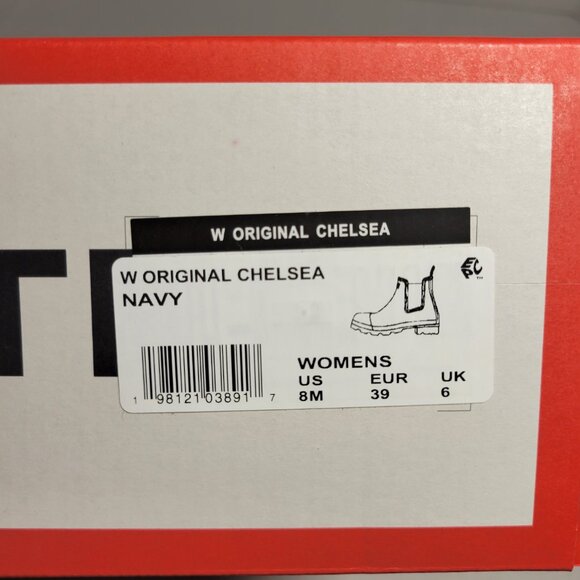 W ORIGINAL CHELSEA
W ORIGINAL CHELSEA
NAVY
WOMENS
US EUR UK
8M 39 6
1 98121 03891 7